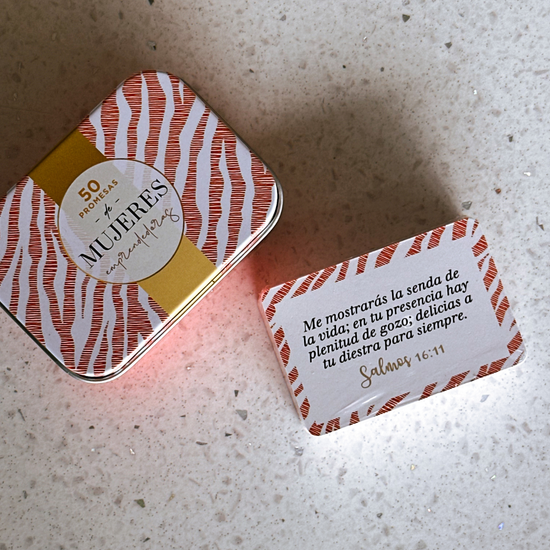 50
PROMESAS
- de -
MUJERES
emprendedoras
Me mostrarás la senda de
la vida; en tu presencia hay
plenitud de gozo; delicias a
tu diestra para siempre.
Salmos 16:11